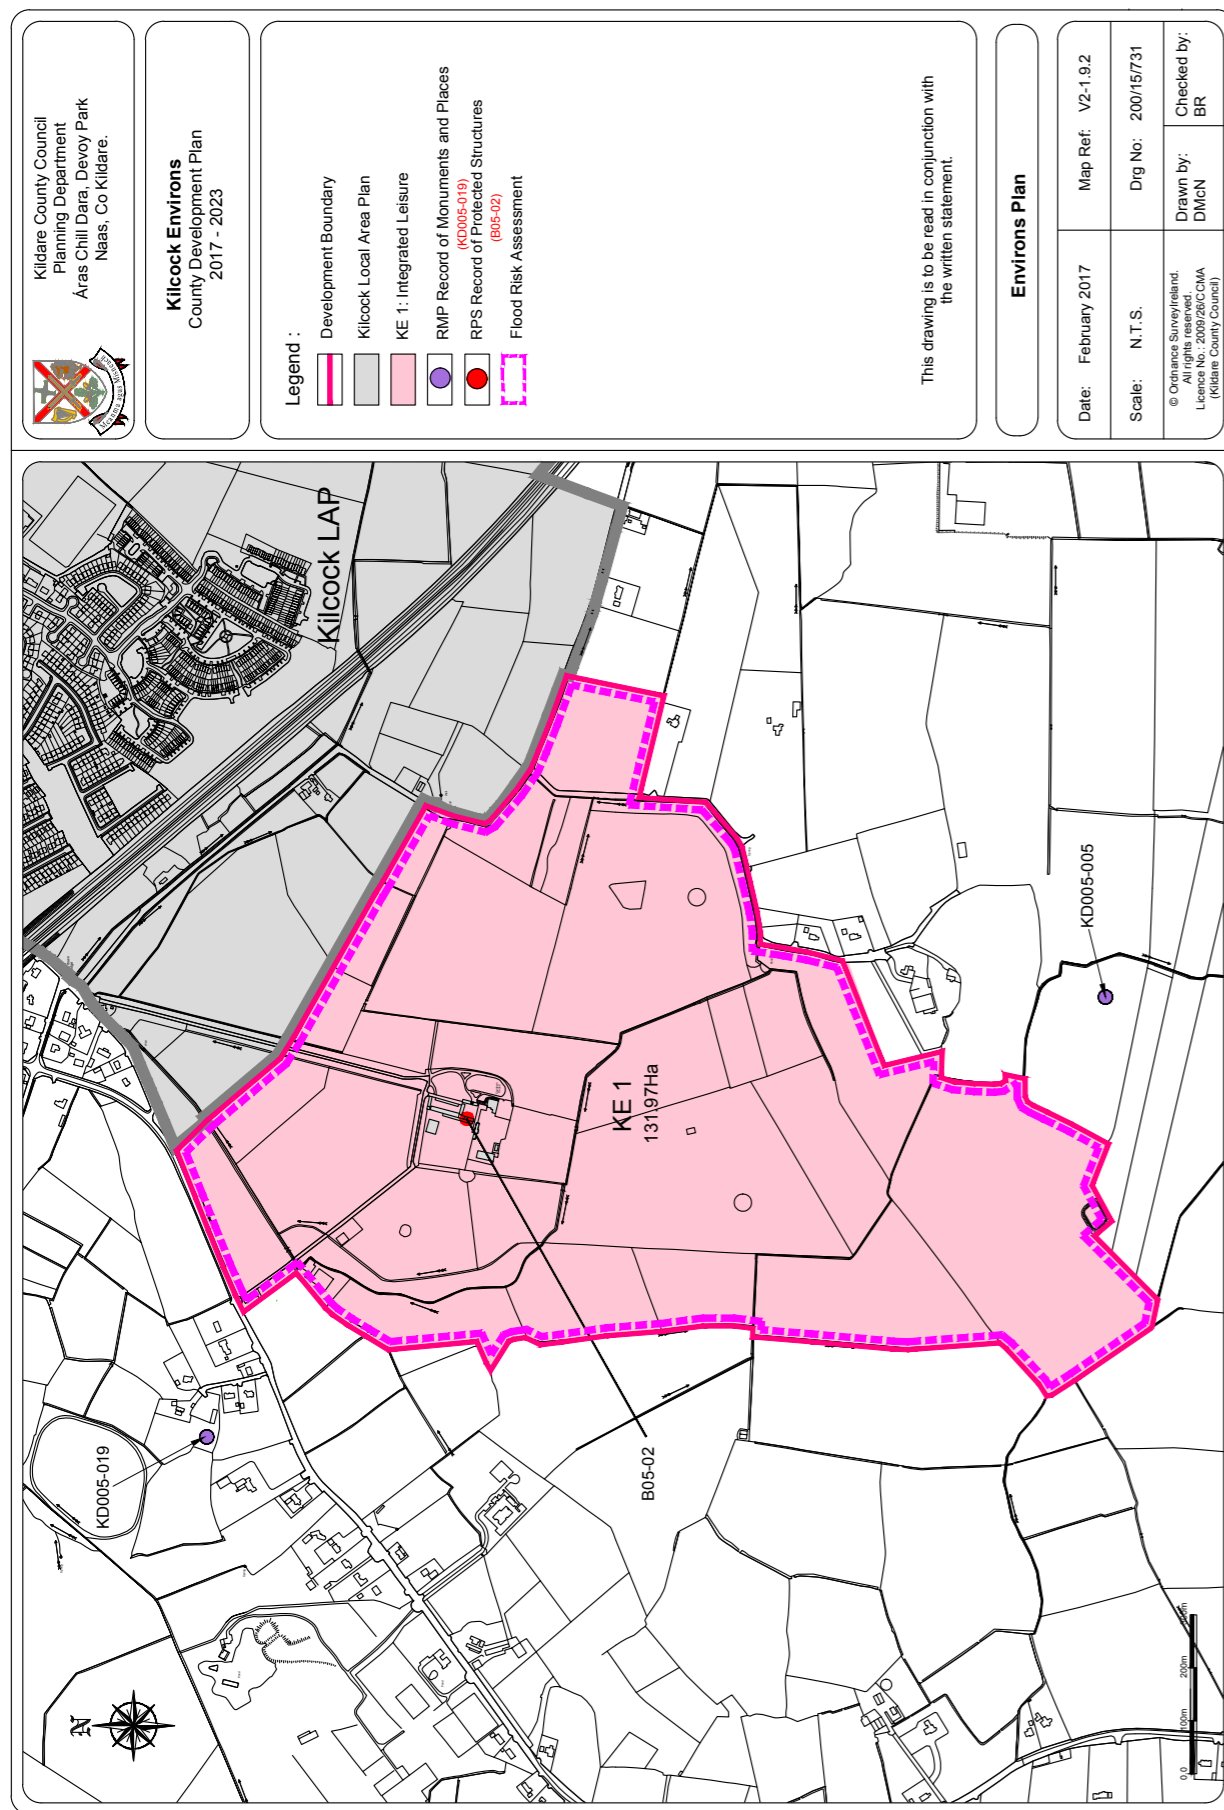 Kildare County Council
Planning Department
Áras Chill Dara, Devoy Park
Naas, Co Kildare.
Meanma agus Misneach
Kilcock Environs
County Development Plan
2017 - 2023
Legend :
Development Boundary
Kilcock Local Area Plan
KE 1: Integrated Leisure
RMP Record of Monuments and Places
(KD005-019)
RPS Record of Protected Structures
(B05-02)
Flood Risk Assessment
This drawing is to be read in conjunction with
the written statement.
Environs Plan
Date: February 2017
Map Ref: V2-1.9.2
Scale: N.T.S.
Drg No: 200/15/731
© Ordnance SurveyIreland.
All rights reserved.
Licence No.: 2009/26/CCMA
(Kildare County Council)
Drawn by:
DMcN
Checked by:
BR
Kilcock LAP
KE 1
131.97Ha
KD005-005
KD005-019
B05-02
N
0.0
100m
200m